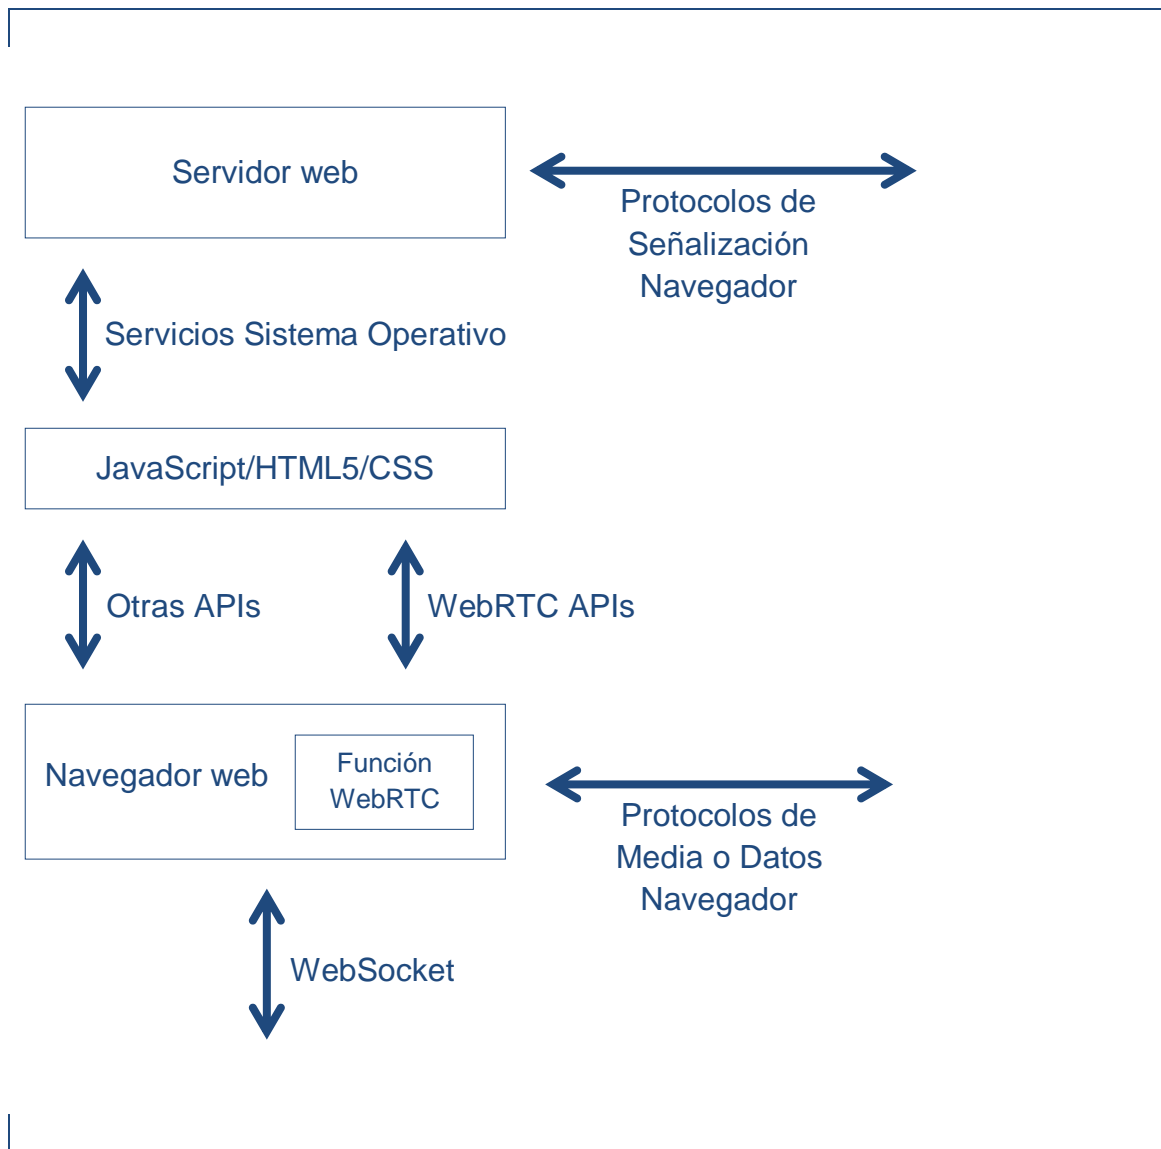 Servidor web
Protocolos de
Señalización
Navegador
Servicios Sistema Operativo
JavaScript/HTML5/CSS
Otras APIs
WebRTC APIs
Navegador web
Función
WebRTC
Protocolos de
Media o Datos
Navegador
WebSocket